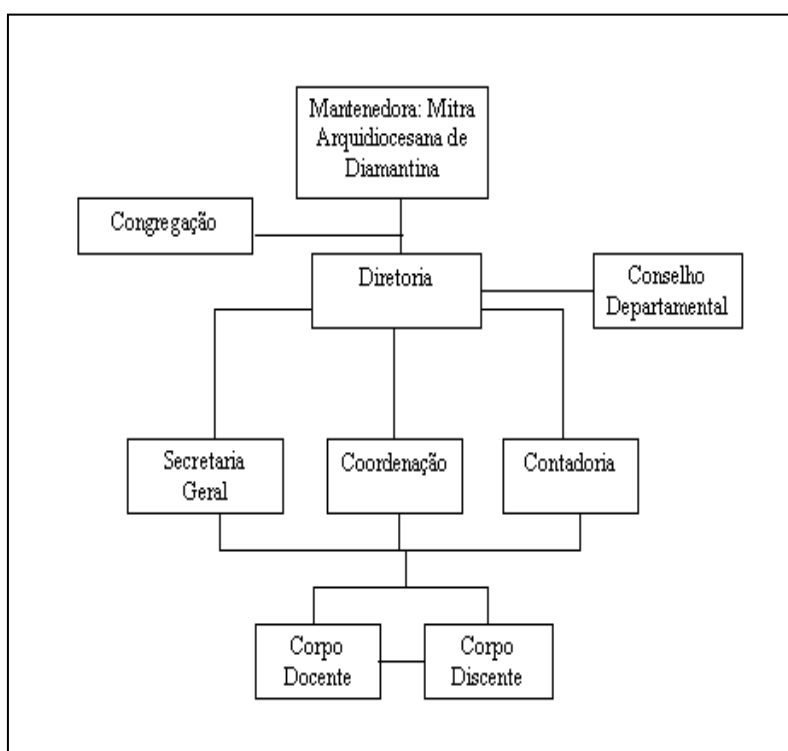 Mantenedora: Mitra
Arquidiocesana de
Diamantina
Congregação
Diretoria
Conselho
Departamental
Secretaria
Geral
Coordenação
Contadoria
Corpo
Docente
Corpo
Discente